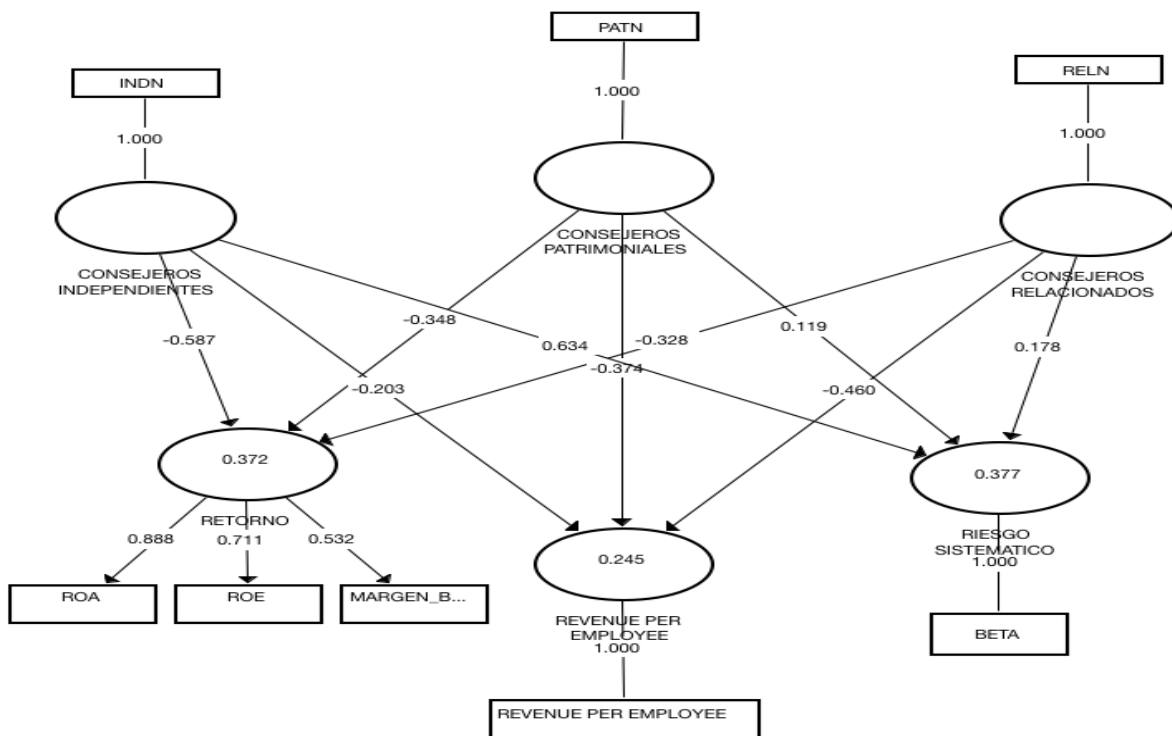 PATN
INDN
RELN
1.000
1.000
1.000
CONSEJEROS
PATRIMONIALES
CONSEJEROS
INDEPENDIENTES
CONSEJEROS
RELACIONADOS
-0.348
0.119
-0.587
0.634
-0.328
0.178
-0.374
-0.203
-0.460
0.372
0.377
RETORNO
0.888
0.711
0.532
RIESGO
SISTEMATICO
1.000
0.245
ROA
ROE
MARGEN_B...
REVENUE PER
EMPLOYEE
1.000
BETA
REVENUE PER EMPLOYEE